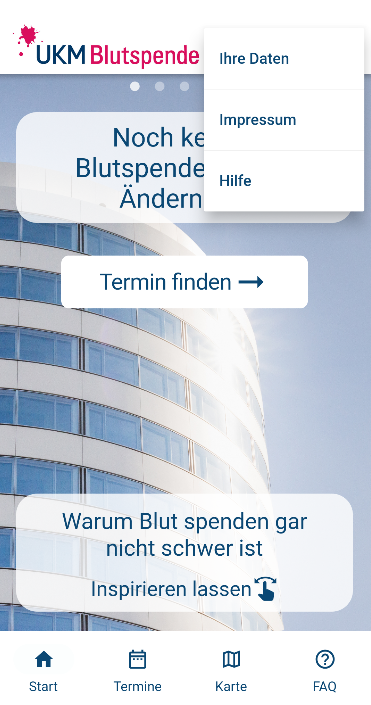 UKM Blutspende
Ihre Daten
Impressum
Hilfe
Noch
Blutspende
Ändern
Termin finden
Warum Blut spenden gar
nicht schwer ist
Inspirieren lassen
Start
Termine
Karte
FAQ